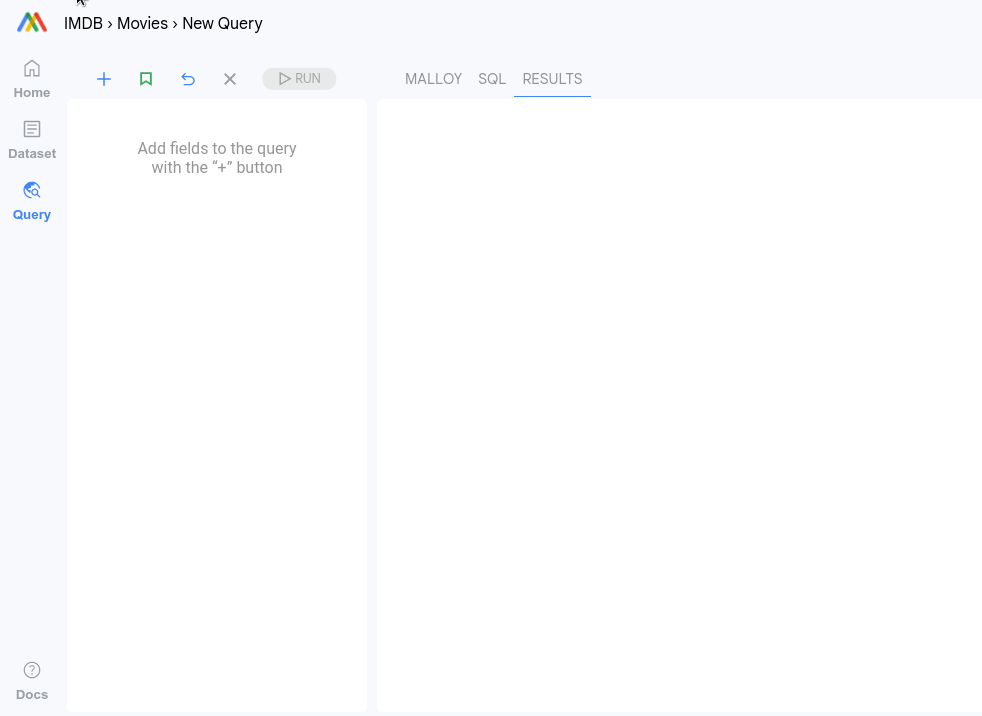 IMDB › Movies › New Query
Home
Dataset
Query
Docs
RUN
Add fields to the query
with the “+” button
MALLOY SQL RESULTS